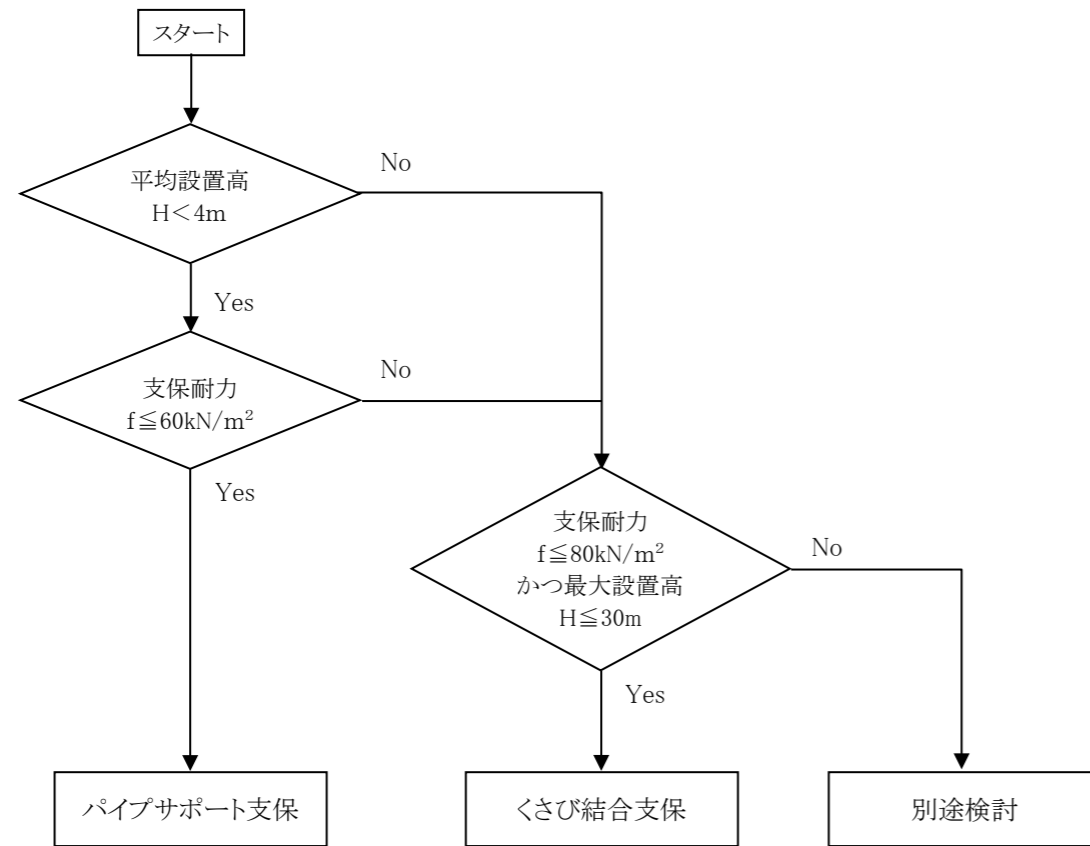 スタート
平均設置高
H＜4m
No
Yes
支保耐力
f≦60kN/m²
No
Yes
支保耐力
f≦80kN/m²
かつ最大設置高
H≦30m
No
Yes
パイプサポート支保
くさび結合支保
別途検討